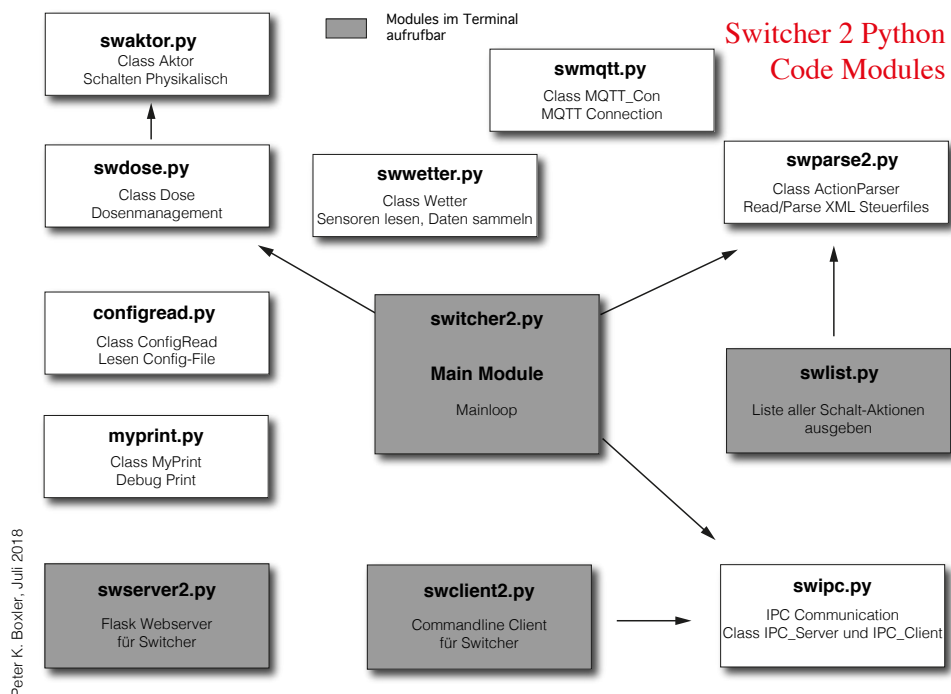 Switcher 2 Python
Code Modules
Modules im Terminal
aufrufbar
swaktor.py
Class Aktor
Schalten Physikalisch
swmqtt.py
Class MQTT_Con
MQTT Connection
swdose.py
Class Dose
Dosenmanagement
swwetter.py
Class Wetter
Sensoren lesen, Daten sammeln
swparse2.py
Class ActionParser
Read/Parse XML Steuerfiles
configread.py
Class ConfigRead
Lesen Config-File
switcher2.py
Main Module
Mainloop
swlist.py
Liste aller Schalt-Aktionen
ausgeben
myprint.py
Class MyPrint
Debug Print
swserver2.py
Flask Webserver
für Switcher
swclient2.py
Commandline Client
für Switcher
swipc.py
IPC Communication
Class IPC_Server und IPC_Client
Peter K. Boxler, Juli 2018